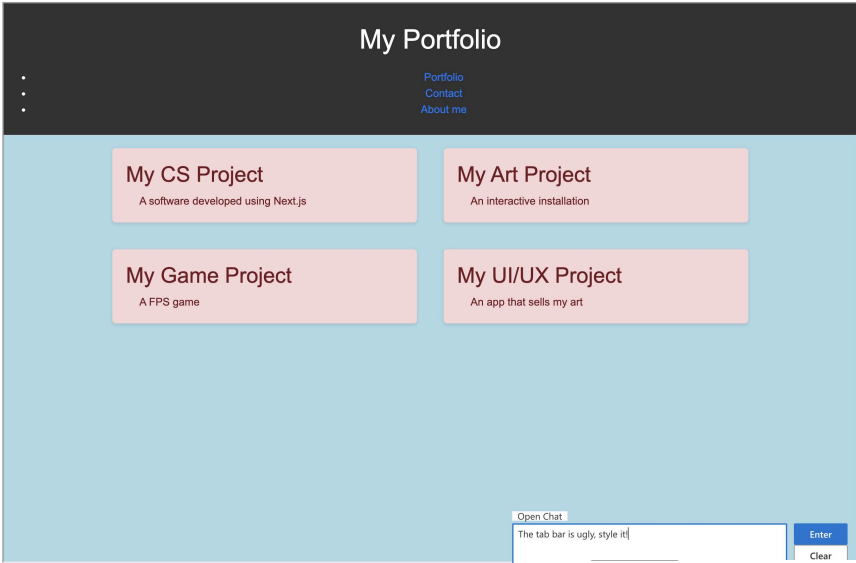 My Portfolio
Portfolio
Contact
About me
My CS Project
A software developed using Next.js
My Art Project
An interactive installation
My Game Project
A FPS game
My UI/UX Project
An app that sells my art
Open Chat
The tab bar is ugly, style it!
Enter
Clear